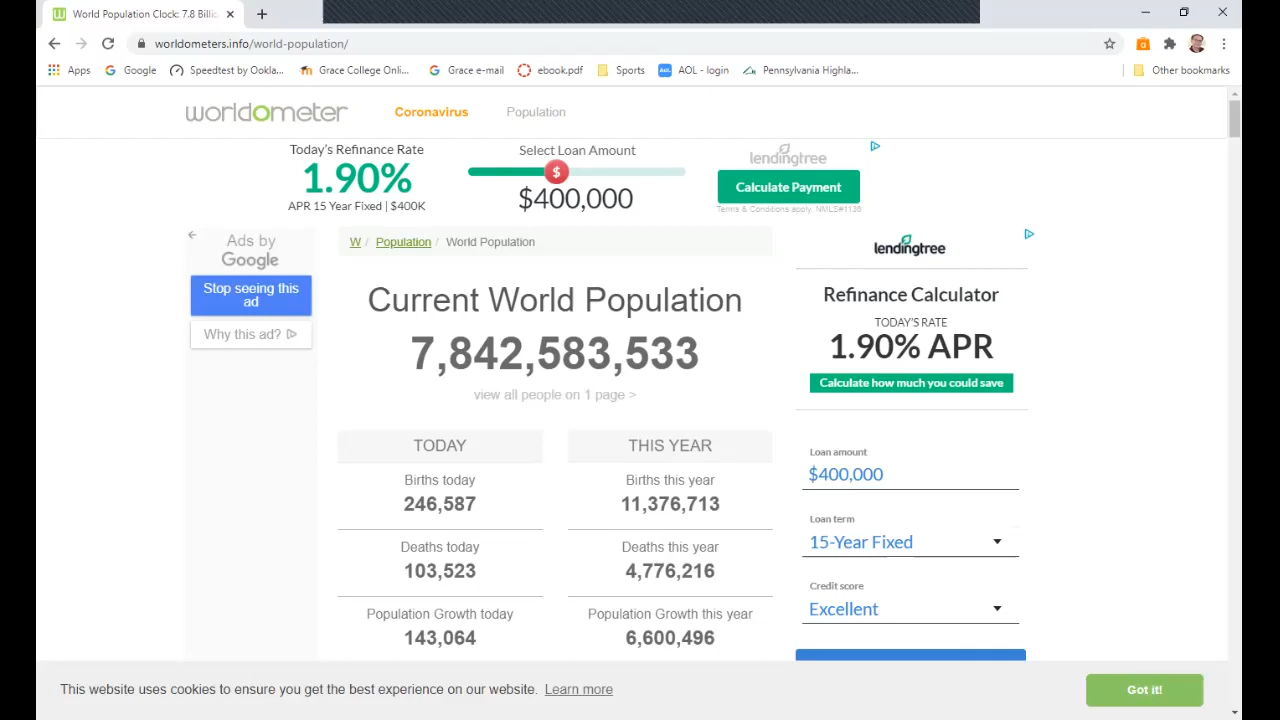 World Population Clock: 7.8 Billi
worldometers.info/world-population/
Apps
Google
Speedtest by Ookla...
Grace College Onli...
Grace e-mail
ebook.pdf
Sports
AOL - login
Pennsylvania Highla...
Other bookmarks
worldometer
Coronavirus
Population
Today's Refinance Rate
1.90%
APR 15 Year Fixed | $400K
Select Loan Amount
$
$400,000
lendingtree
Calculate Payment
Terms & Conditions apply. NMLS#1136
Ads by
Google
Stop seeing this
ad
Why this ad?
W / Population / World Population
Current World Population
7,842,583,533
view all people on 1 page >
TODAY
Births today
246,587
Deaths today
103,523
Population Growth today
143,064
THIS YEAR
Births this year
11,376,713
Deaths this year
4,776,216
Population Growth this year
6,600,496
lendingtree
Refinance Calculator
TODAY'S RATE
1.90% APR
Calculate how much you could save
Loan amount
$400,000
Loan term
15-Year Fixed
Credit score
Excellent
This website uses cookies to ensure you get the best experience on our website. Learn more
Got it!